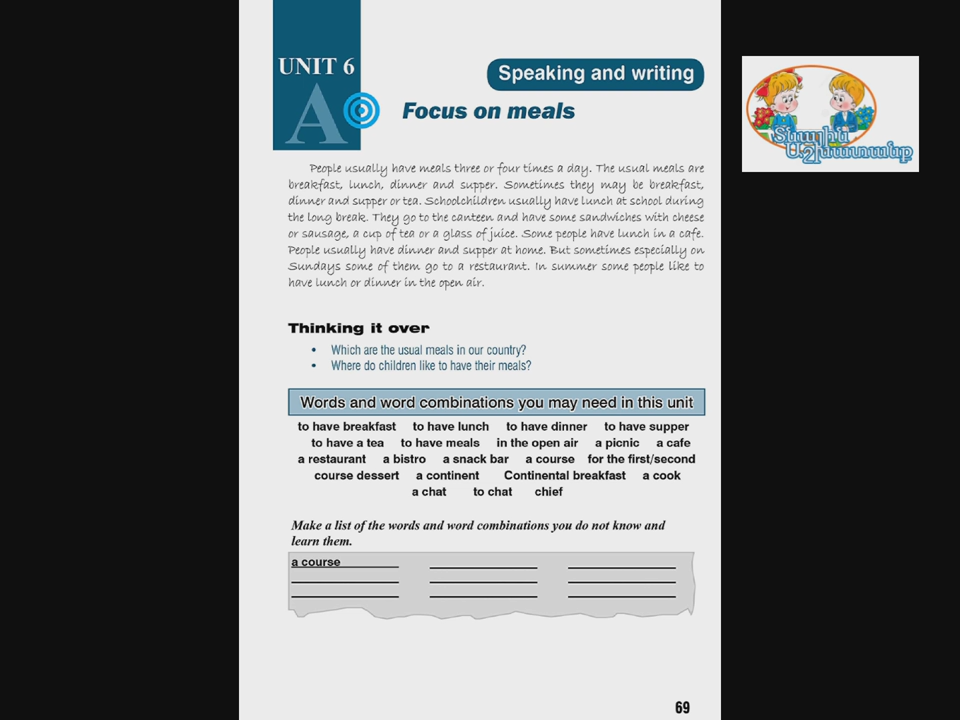 UNIT 6
A
Speaking and writing
Focus on meals
Տնային
Աշխատանք
People usually have meals three or four times a day. The usual meals are
breakfast, lunch, dinner and supper. Sometimes they may be breakfast,
dinner and supper or tea. Schoolchildren usually have lunch at school during
the long break. They go to the canteen and have some sandwiches with cheese
or sausage, a cup of tea or a glass of juice. Some people have lunch in a cafe.
People usually have dinner and supper at home. But sometimes especially on
Sundays some of them go to a restaurant. In summer some people like to
have lunch or dinner in the open air.
Thinking it over
• Which are the usual meals in our country?
• Where do children like to have their meals?
Words and word combinations you may need in this unit
to have breakfast to have lunch to have dinner to have supper
to have a tea to have meals in the open air a picnic a cafe
a restaurant a bistro a snack bar a course for the first/second
course dessert a continent Continental breakfast a cook
a chat to chat chief
Make a list of the words and word combinations you do not know and
learn them.
a course
69